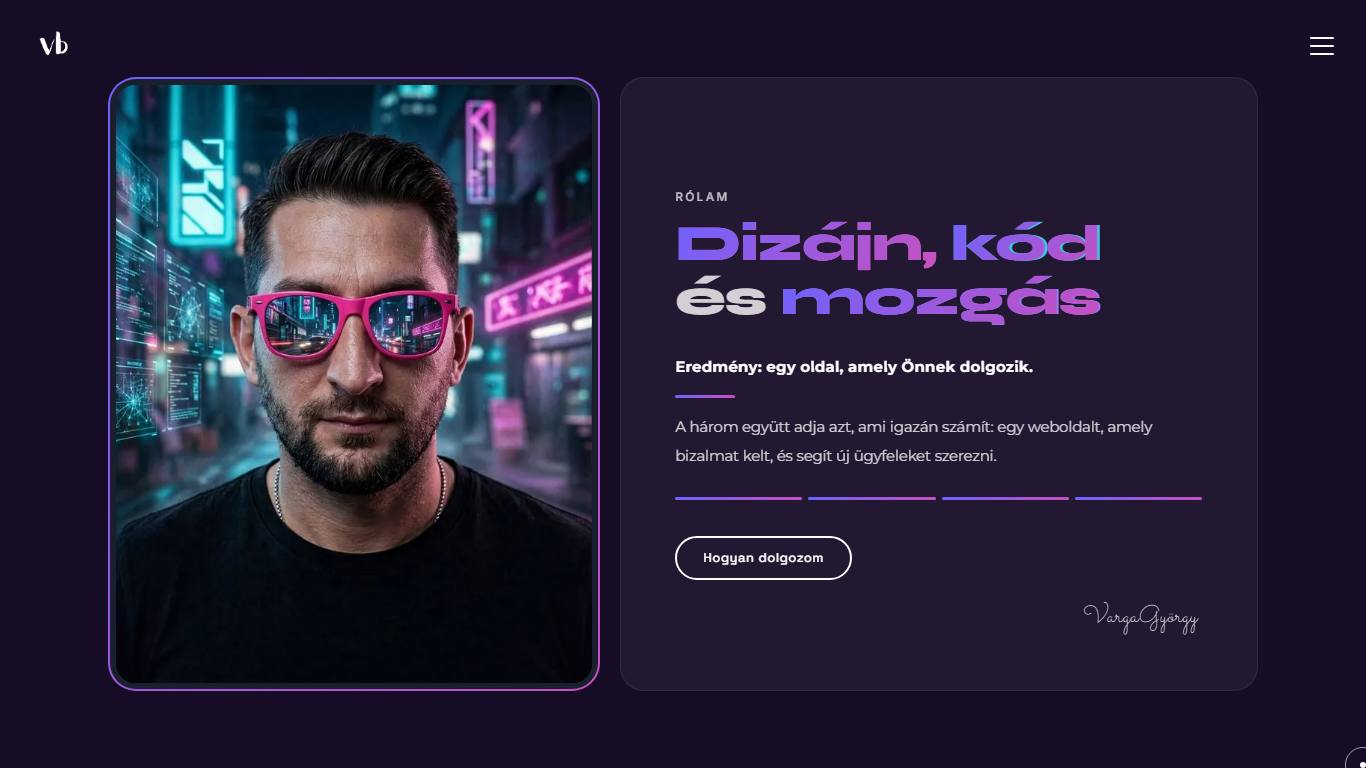 vb
RÓLAM
Dizájn, kód
és mozgás
Eredmény: egy oldal, amely Önnek dolgozik.
A három együtt adja azt, ami igazán számít: egy weboldalt, amely
bizalmat kelt, és segít új ügyfeleket szerezni.
Hogyan dolgozom
VargaGyörgy